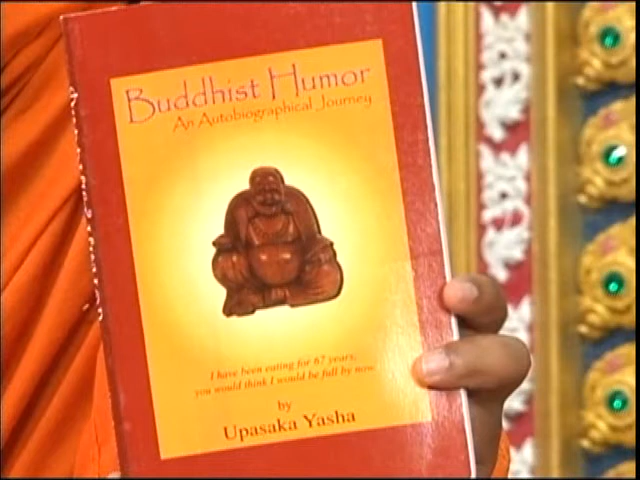 Buddhist Humor
An Autobiographical Journey
I have been eating for 67 years,
you would think I would be full by now.
by
Upasaka Yasha